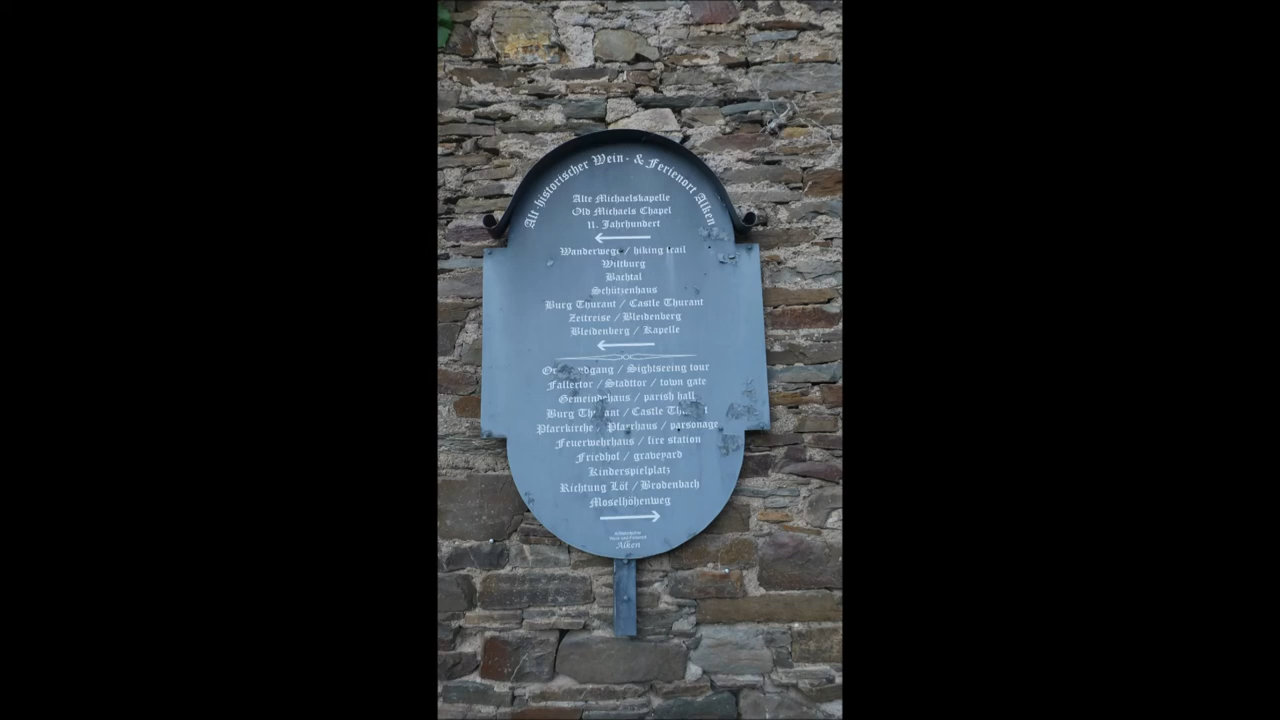 Alt-historischer Wein- & Ferienort Alken
Alte Michaelskapelle
Old Michaels Chapel
11. Jahrhundert
Wanderwege / hiking trail
Wiltburg
Bachtal
Schützenhaus
Burg Thurant / Castle Thurant
Zeitreise / Bleidenberg
Bleidenberg / Kapelle
Ortsrundgang / Sightseeing tour
Fallertor / Stadttor / town gate
Gemeindehaus / parish hall
Burg Thurant / Castle Thurant
Pfarrkirche / Pfarrhaus / parsonage
Feuerwehrhaus / fire station
Friedhof / graveyard
Kinderspielplatz
Richtung Löf / Brodenbach
Moselhöhenweg
Alken